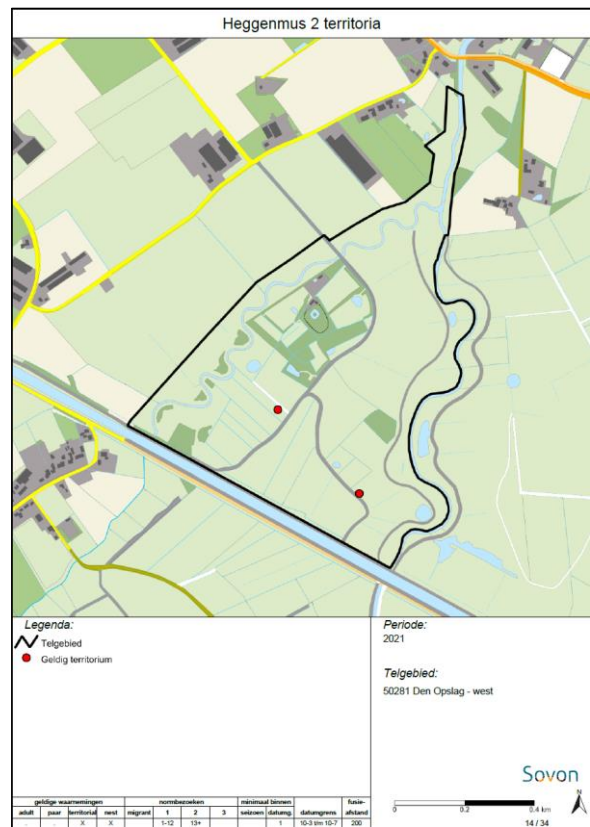 Heggenmus 2 territoria
Legenda:
Telgebied
Geldig territorium
Periode:
2021
Telgebied:
50281 Den Opslag - west
Sovon
0 0.2 0.4 km
N
14 / 34
geldige waarnemingen normbezoeken minimaal binnen fusie-
adult paar territorial nest migrant 1 2 3 seizoen datumg. datumgrens afstand
. . X X 1-12 13+ 1 10-3 t/m 10-7 200